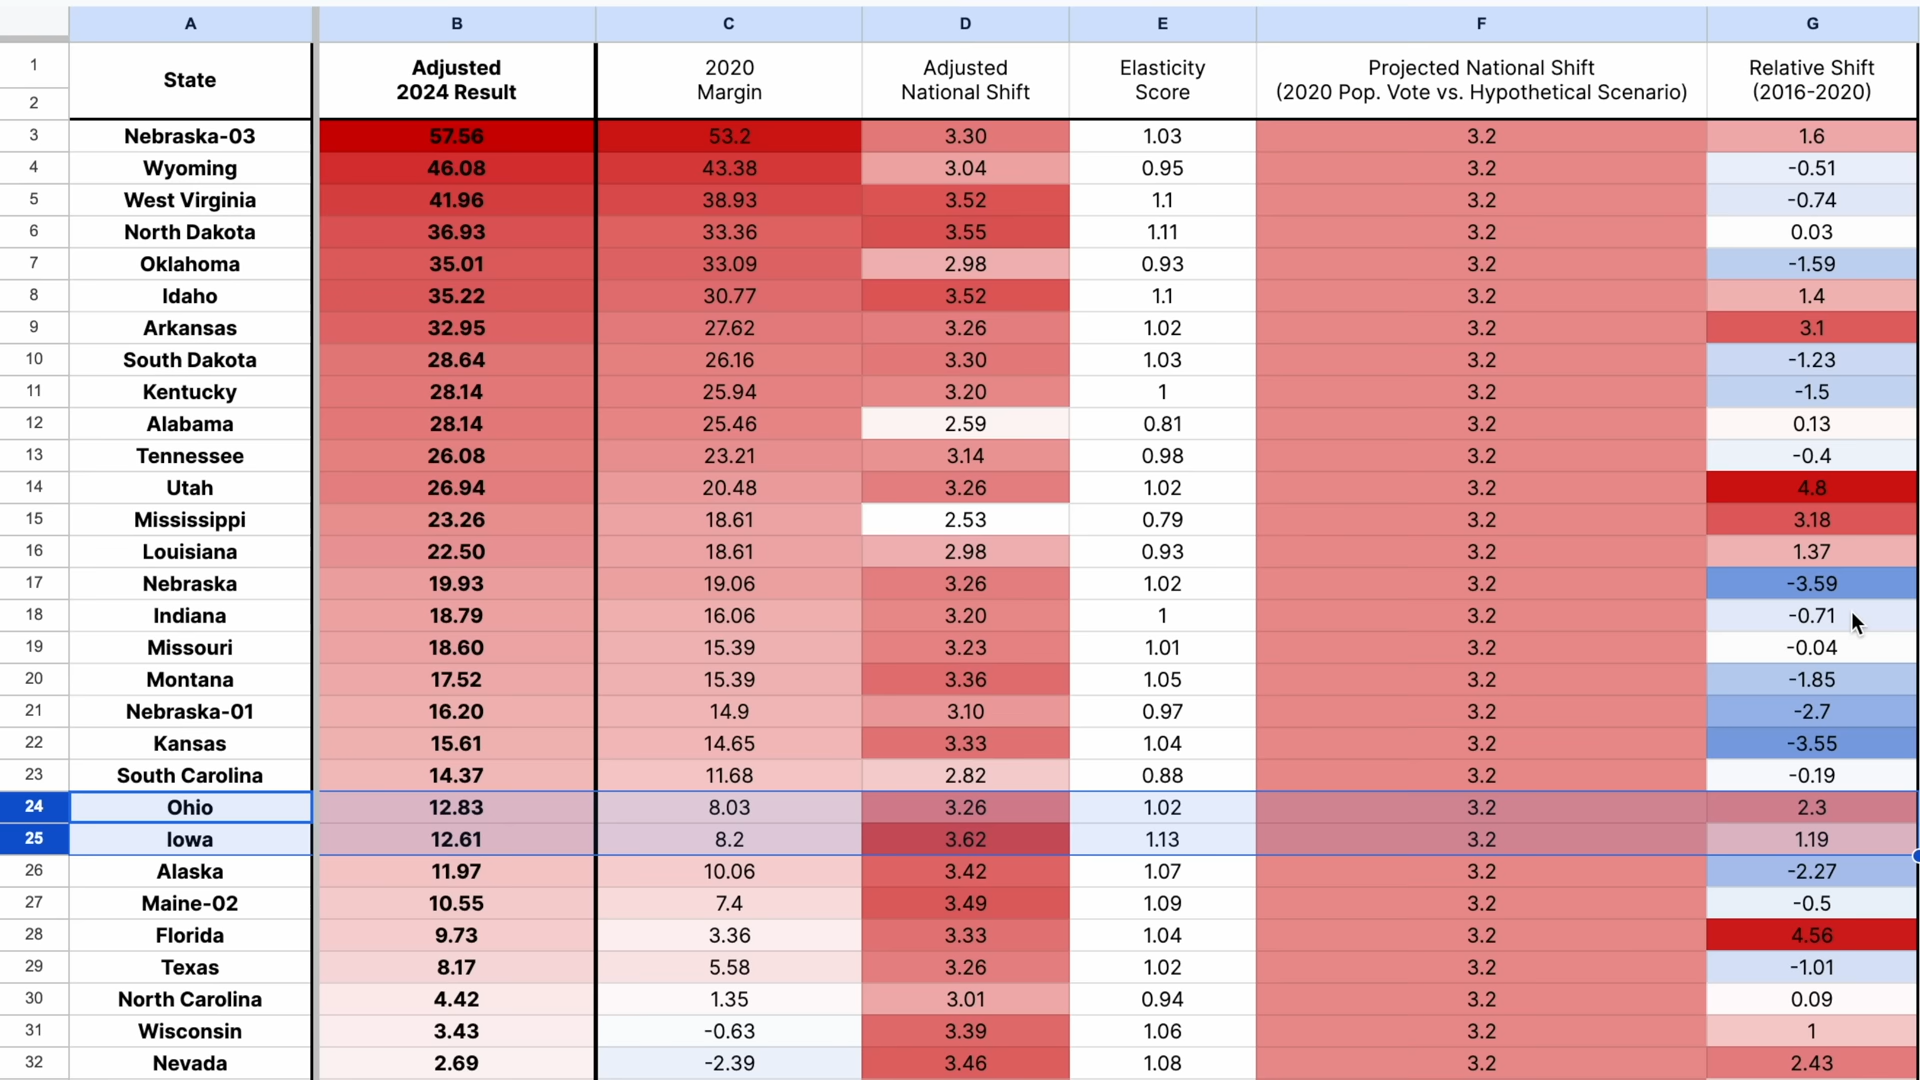 A B C D E F G
1 State Adjusted 2020 Adjusted Elasticity Projected National Shift Relative Shift
2 2024 Result Margin National Shift Score (2020 Pop. Vote vs. Hypothetical Scenario) (2016-2020)
3 Nebraska-03 57.56 53.2 3.30 1.03 3.2 1.6
4 Wyoming 46.08 43.38 3.04 0.95 3.2 -0.51
5 West Virginia 41.96 38.93 3.52 1.1 3.2 -0.74
6 North Dakota 36.93 33.36 3.55 1.11 3.2 0.03
7 Oklahoma 35.01 33.09 2.98 0.93 3.2 -1.59
8 Idaho 35.22 30.77 3.52 1.1 3.2 1.4
9 Arkansas 32.95 27.62 3.26 1.02 3.2 3.1
10 South Dakota 28.64 26.16 3.30 1.03 3.2 -1.23
11 Kentucky 28.14 25.94 3.20 1 3.2 -1.5
12 Alabama 28.14 25.46 2.59 0.81 3.2 0.13
13 Tennessee 26.08 23.21 3.14 0.98 3.2 -0.4
14 Utah 26.94 20.48 3.26 1.02 3.2 4.8
15 Mississippi 23.26 18.61 2.53 0.79 3.2 3.18
16 Louisiana 22.50 18.61 2.98 0.93 3.2 1.37
17 Nebraska 19.93 19.06 3.26 1.02 3.2 -3.59
18 Indiana 18.79 16.06 3.20 1 3.2 -0.71
19 Missouri 18.60 15.39 3.23 1.01 3.2 -0.04
20 Montana 17.52 15.39 3.36 1.05 3.2 -1.85
21 Nebraska-01 16.20 14.9 3.10 0.97 3.2 -2.7
22 Kansas 15.61 14.65 3.33 1.04 3.2 -3.55
23 South Carolina 14.37 11.68 2.82 0.88 3.2 -0.19
24 Ohio 12.83 8.03 3.26 1.02 3.2 2.3
25 Iowa 12.61 8.2 3.62 1.13 3.2 1.19
26 Alaska 11.97 10.06 3.42 1.07 3.2 -2.27
27 Maine-02 10.55 7.4 3.49 1.09 3.2 -0.5
28 Florida 9.73 3.36 3.33 1.04 3.2 4.56
29 Texas 8.17 5.58 3.26 1.02 3.2 -1.01
30 North Carolina 4.42 1.35 3.01 0.94 3.2 0.09
31 Wisconsin 3.43 -0.63 3.39 1.06 3.2 1
32 Nevada 2.69 -2.39 3.46 1.08 3.2 2.43